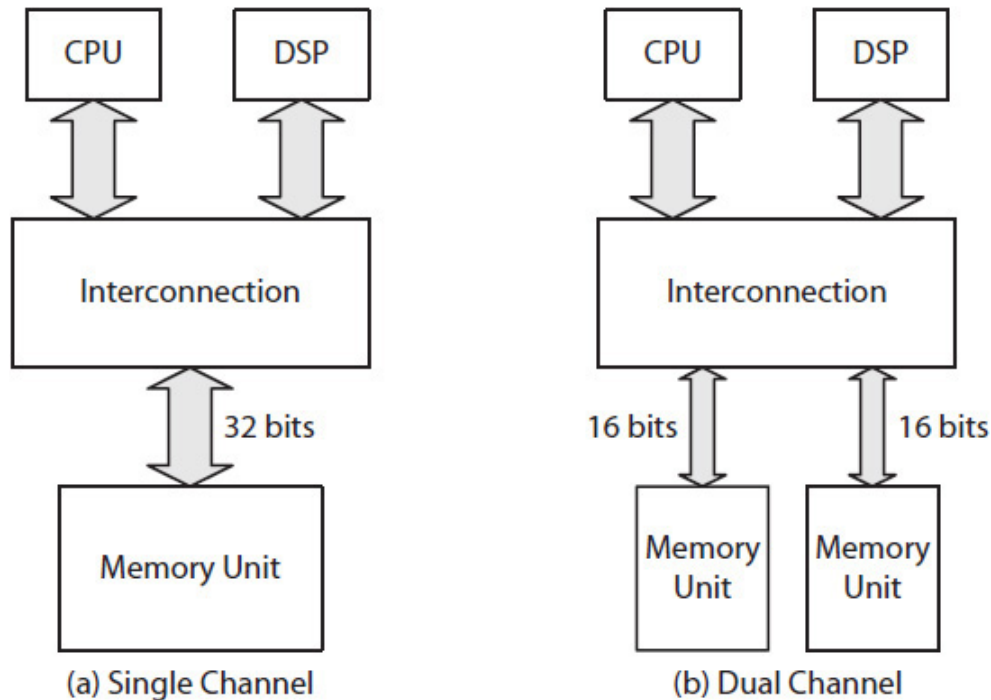 CPU
DSP
Interconnection
32 bits
Memory Unit
(a) Single Channel
CPU
DSP
Interconnection
16 bits
16 bits
Memory
Unit
Memory
Unit
(b) Dual Channel